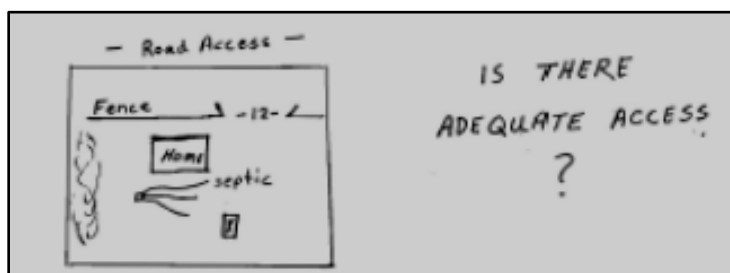 — Road Access —
Fence
-12-
Home
septic
IS THERE
ADEQUATE ACCESS
?